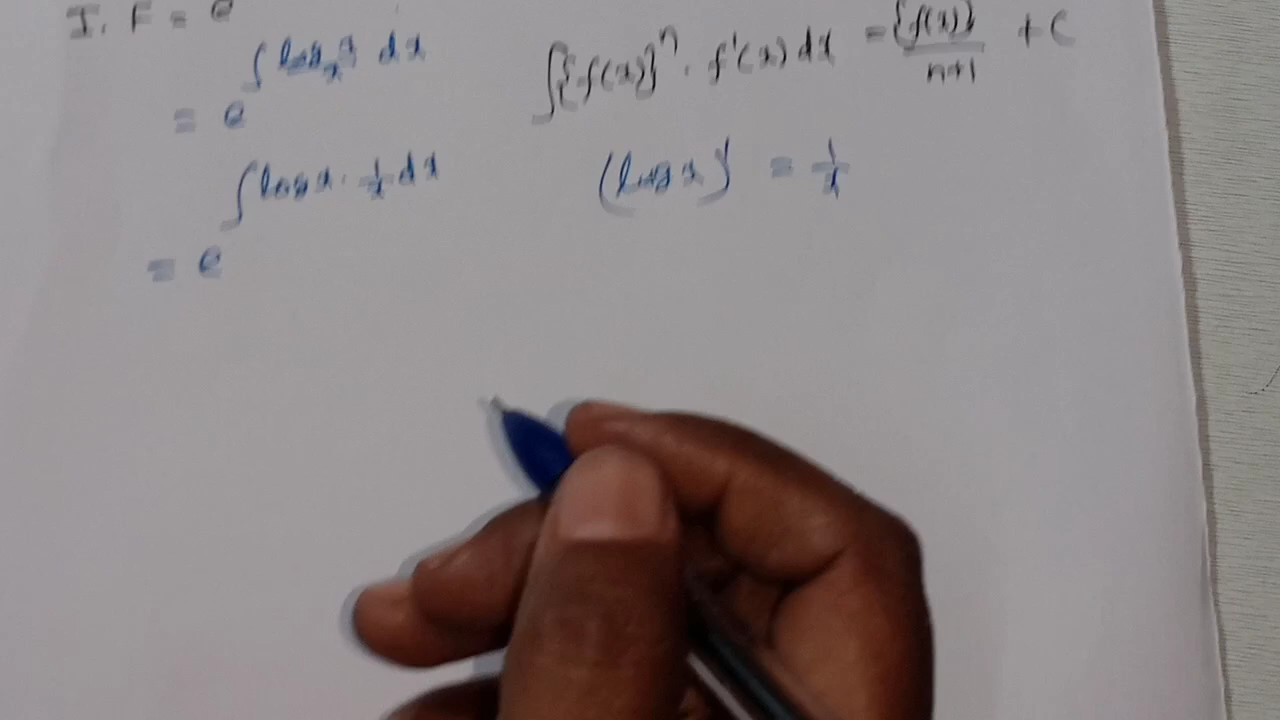 I. F = e
= e^{∫ log x / x dx}
= e^{∫ log x · 1/x dx}
∫{f(x)}^n · f'(x) dx = {f(x)} / n+1 + C
(log x)' = 1/x